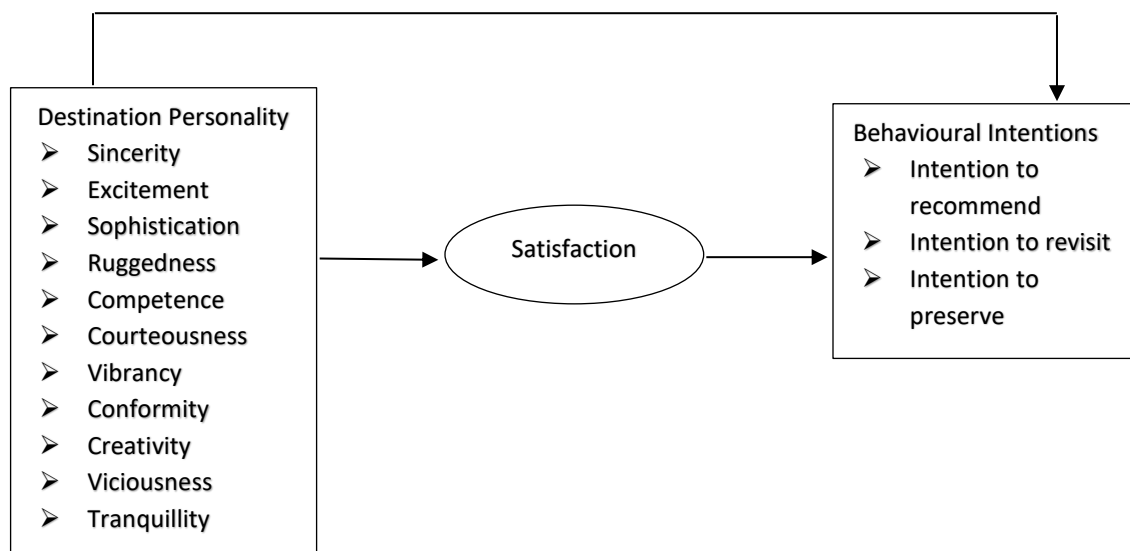 Destination Personality
➢ Sincerity
➢ Excitement
➢ Sophistication
➢ Ruggedness
➢ Competence
➢ Courteousness
➢ Vibrancy
➢ Conformity
➢ Creativity
➢ Viciousness
➢ Tranquillity
Satisfaction
Behavioural Intentions
➢ Intention to
recommend
➢ Intention to revisit
➢ Intention to
preserve